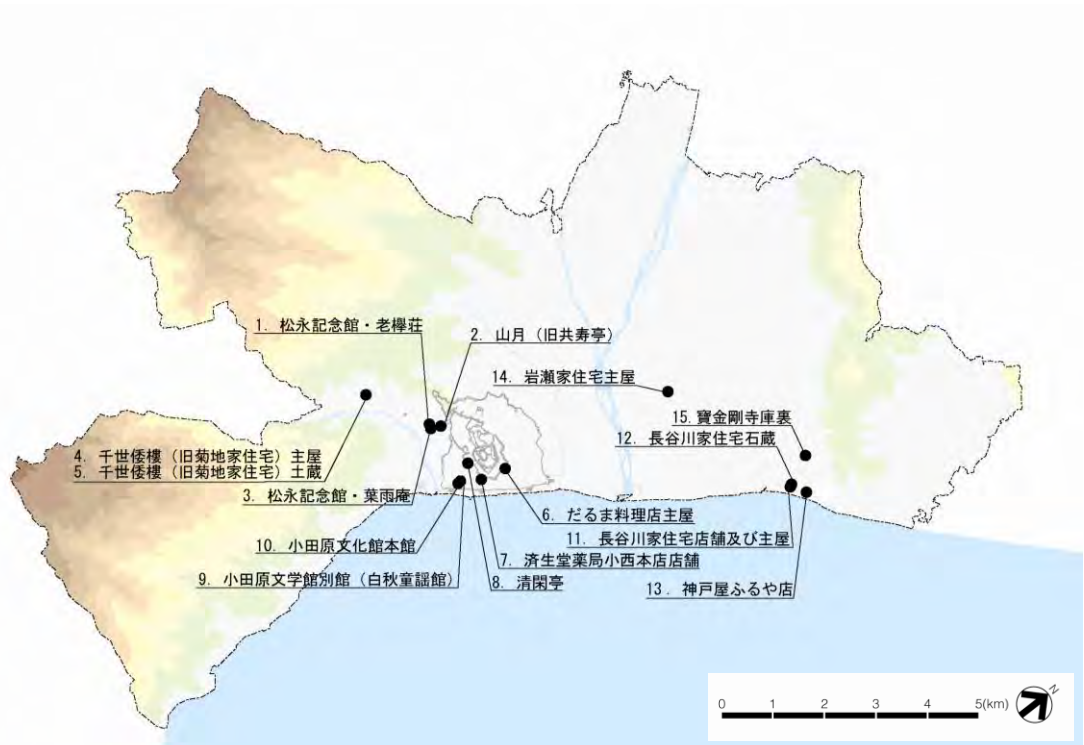 1. 松永記念館・老欅荘
2. 山月（旧共寿亭）
14. 岩瀬家住宅主屋
15. 寶金剛寺庫裏
12. 長谷川家住宅石蔵
4. 千世倭樓（旧菊地家住宅）主屋
5. 千世倭樓（旧菊地家住宅）土蔵
3. 松永記念館・葉雨庵
6. だるま料理店主屋
11. 長谷川家住宅店舗及び主屋
10. 小田原文化館本館
7. 済生堂薬局小西本店店舗
9. 小田原文学館別館（白秋童謡館）
8. 清閑亭
13. 神戸屋ふるや店
0 1 2 3 4 5(km)
N